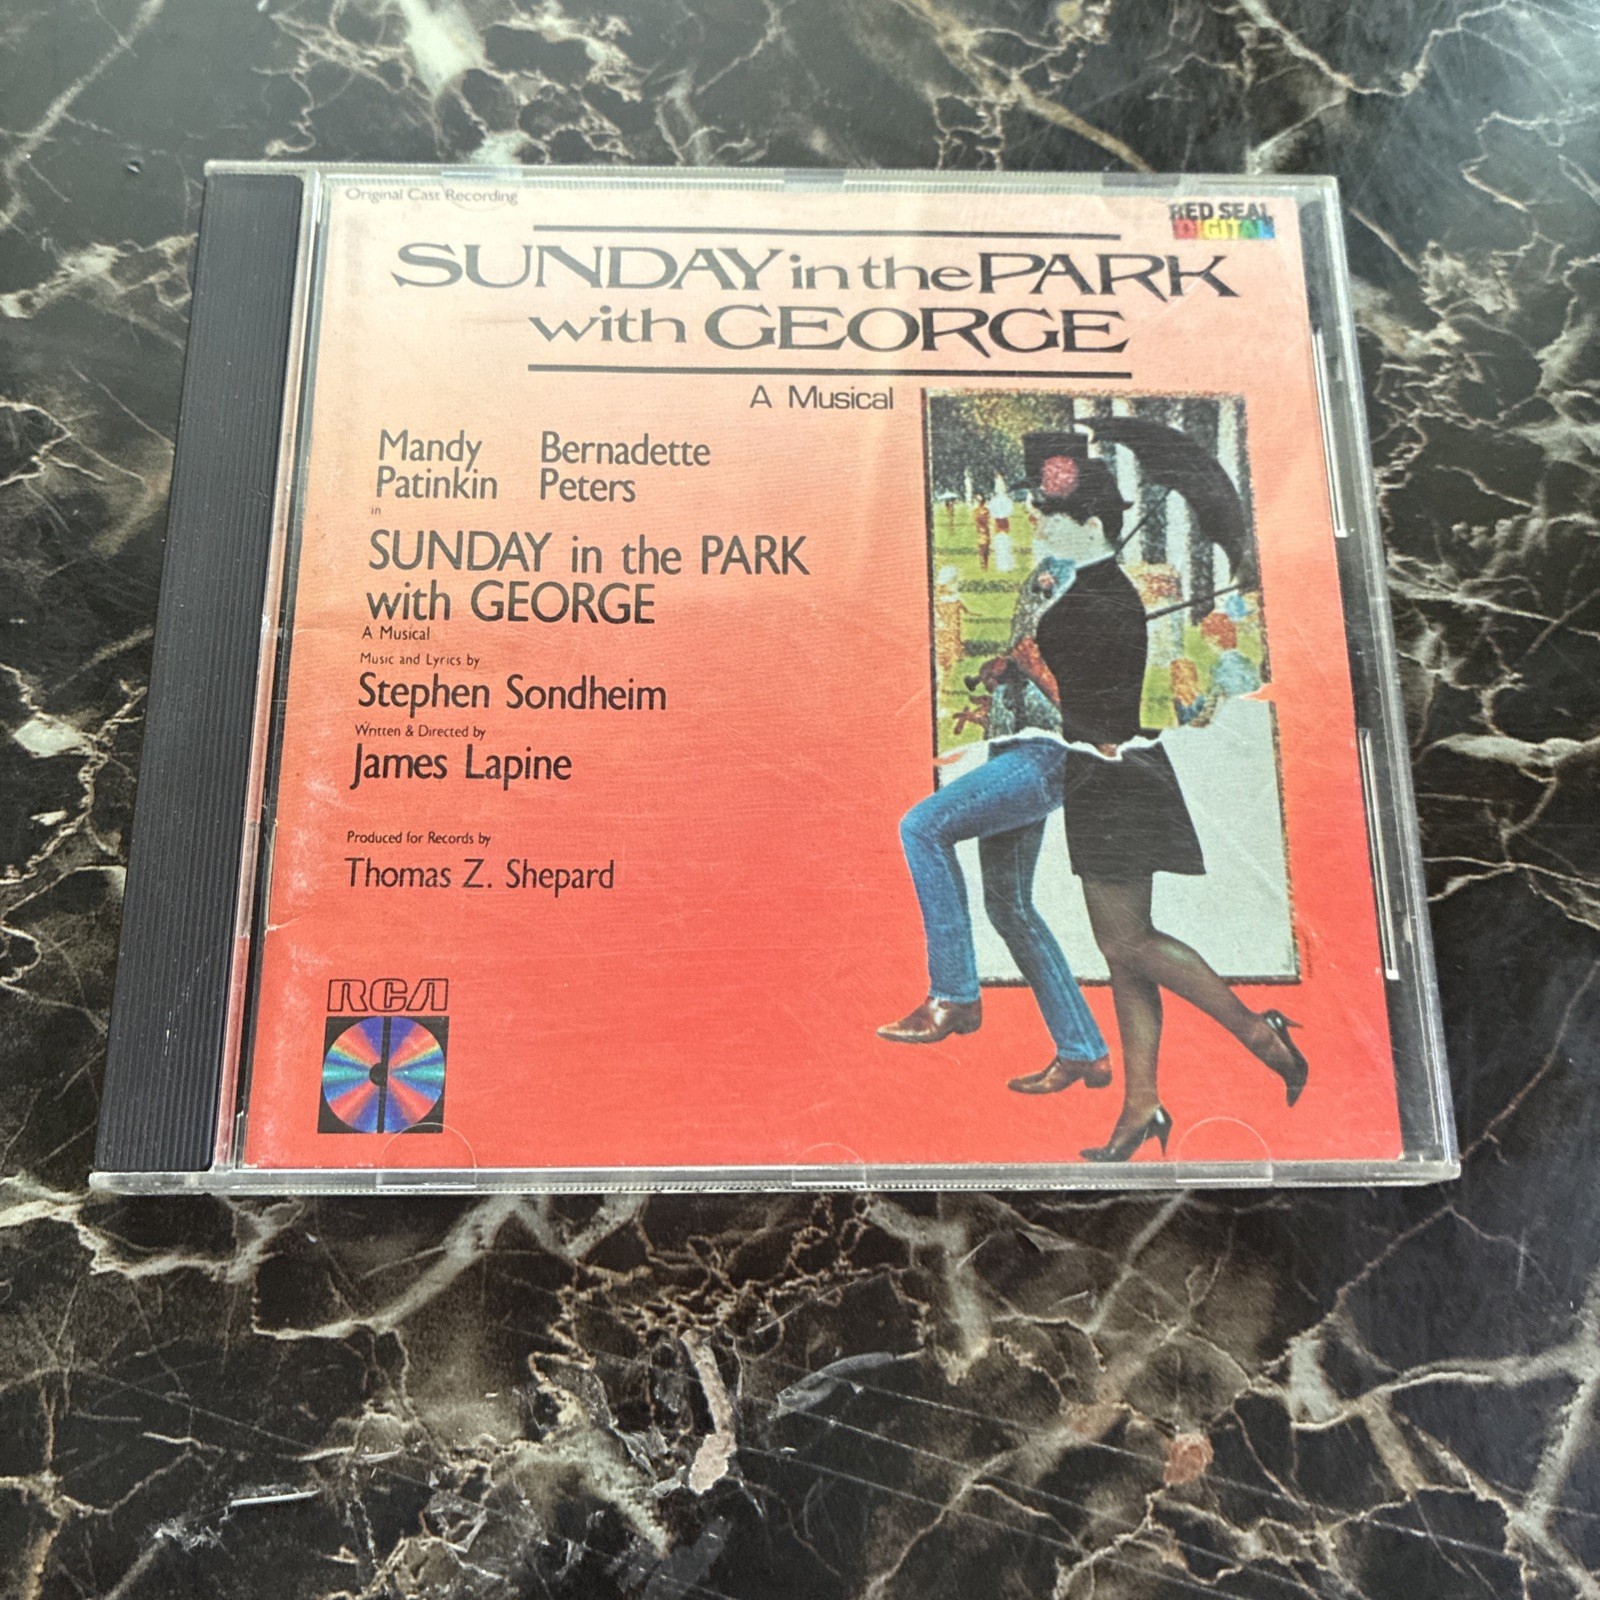 Original Cast Recording
RED SEAL
DIGITAL
SUNDAY in the PARK
with GEORGE
A Musical
Mandy Bernadette
Patinkin Peters
in
SUNDAY in the PARK
with GEORGE
A Musical
Music and Lyrics by
Stephen Sondheim
Written & Directed by
James Lapine
Produced for Records by
Thomas Z. Shepard
RCA